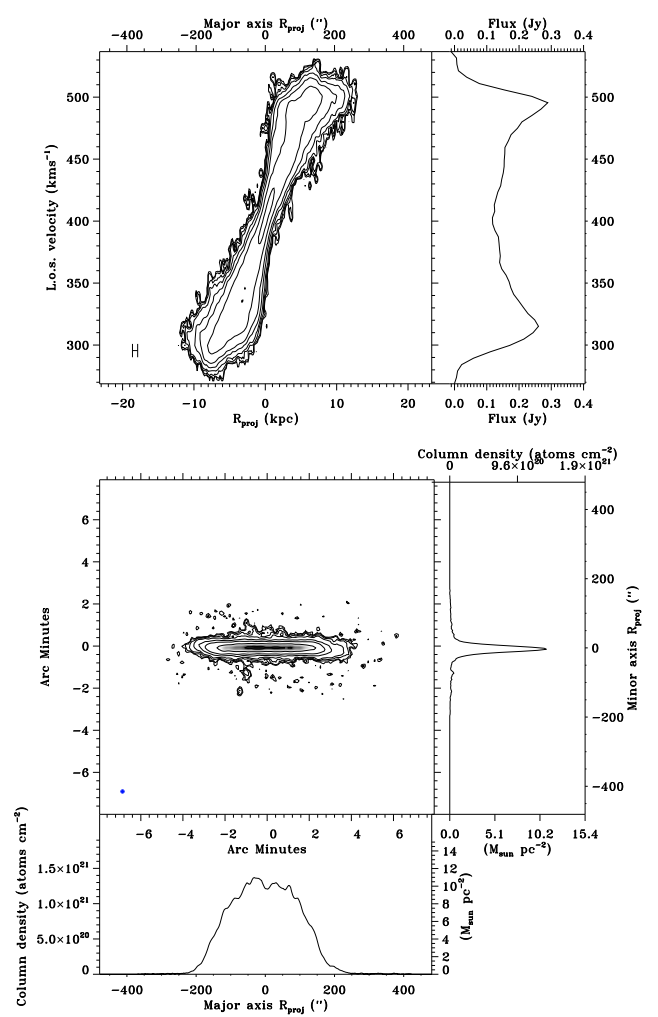 Major axis R_proj (")
−400 −200 0 200 400
Flux (Jy)
0.0 0.1 0.2 0.3 0.4
L.o.s. velocity (kms⁻¹)
500
450
400
350
300
500
450
400
350
300
H
−20 −10 0 10 20
R_proj (kpc)
0.0 0.1 0.2 0.3 0.4
Flux (Jy)
Column density (atoms cm⁻²)
0 9.6×10²⁰ 1.9×10²¹
Arc Minutes
6
4
2
0
−2
−4
−6
400
200
0
−200
−400
Minor axis R_proj (")
−6 −4 −2 0 2 4 6
Arc Minutes
0.0 5.1 10.2 15.4
(M_sun pc⁻²)
Column density (atoms cm⁻²)
1.5×10²¹
1.0×10²¹
5.0×10²⁰
0
14
12
10
8
6
4
2
0
(M_sun pc⁻²)
−400 −200 0 200 400
Major axis R_proj (")